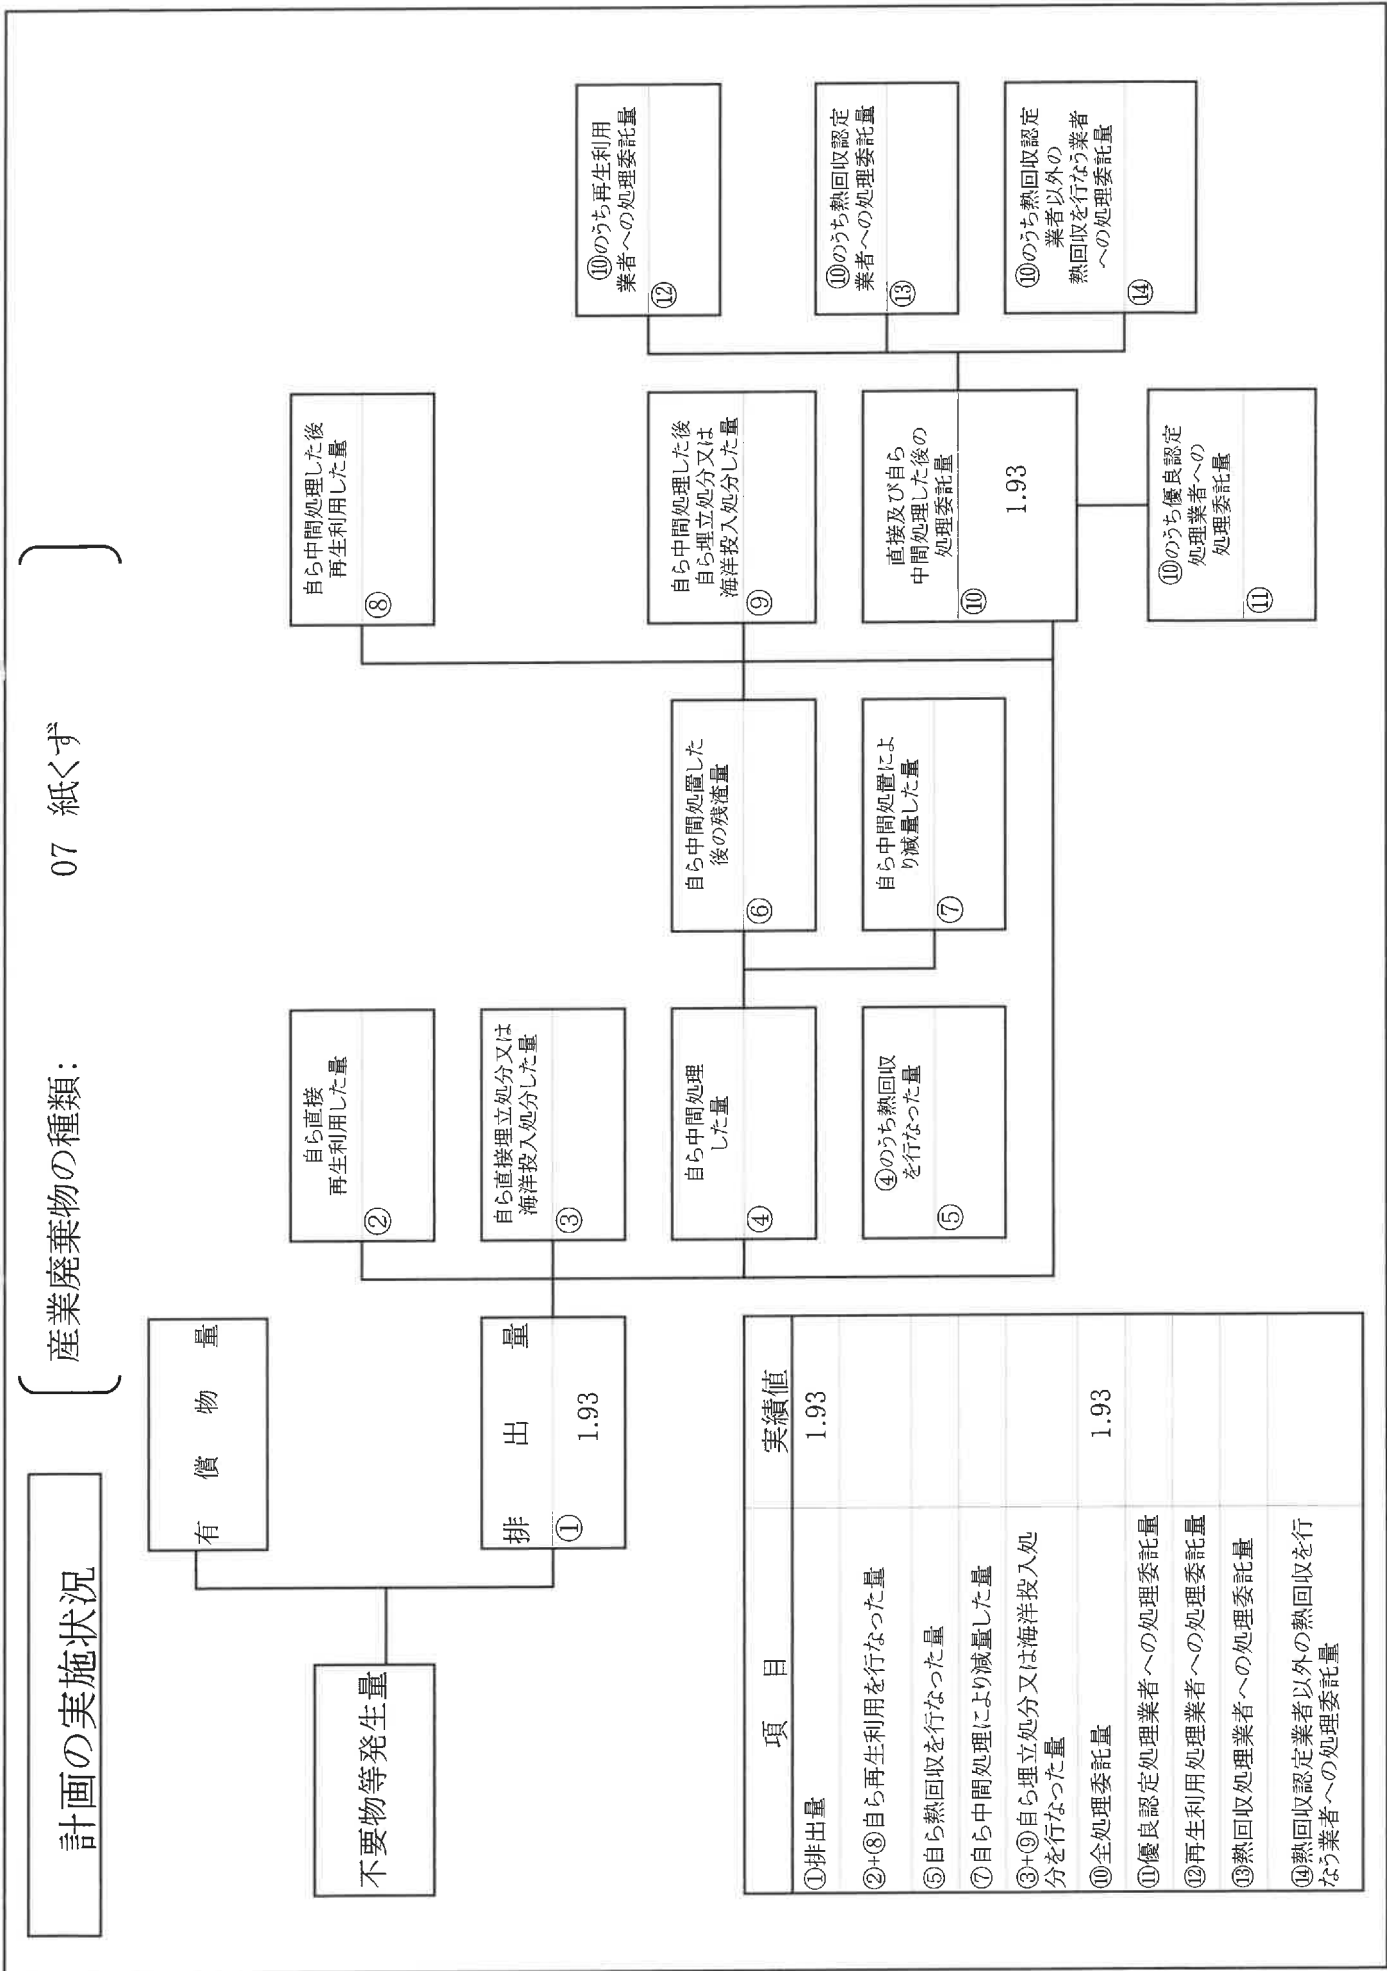 計画の実施状況
産業廃棄物の種類: 07 紙くず
不要物等発生量
有償物量
排出量
①
1.93
自ら直接
再生利用した量
②
自ら直接埋立処分又は
海洋投入処分した量
③
自ら中間処理
した量
④
④のうち熱回収
を行なった量
⑤
自ら中間処置した
後の残渣量
⑥
自ら中間処置によ
り減量した量
⑦
自ら中間処理した後
再生利用した量
⑧
自ら中間処理した後
自ら埋立処分又は
海洋投入処分した量
⑨
直接及び自ら
中間処理した後の
処理委託量
⑩
1.93
⑩のうち優良認定
処理業者への
処理委託量
⑪
⑩のうち再生利用
業者への処理委託量
⑫
⑩のうち熱回収認定
業者への処理委託量
⑬
⑩のうち熱回収認定
業者以外の
熱回収を行なう業者
への処理委託量
⑭
項目 実績値
①排出量 1.93
②+⑧自ら再生利用を行なった量
⑤自ら熱回収を行なった量
⑦自ら中間処理により減量した量
③+⑨自ら埋立処分又は海洋投入処
分を行なった量
⑩全処理委託量 1.93
⑪優良認定処理業者への処理委託量
⑫再生利用処理業者への処理委託量
⑬熱回収処理業者への処理委託量
⑭熱回収認定業者以外の熱回収を行
なう業者への処理委託量